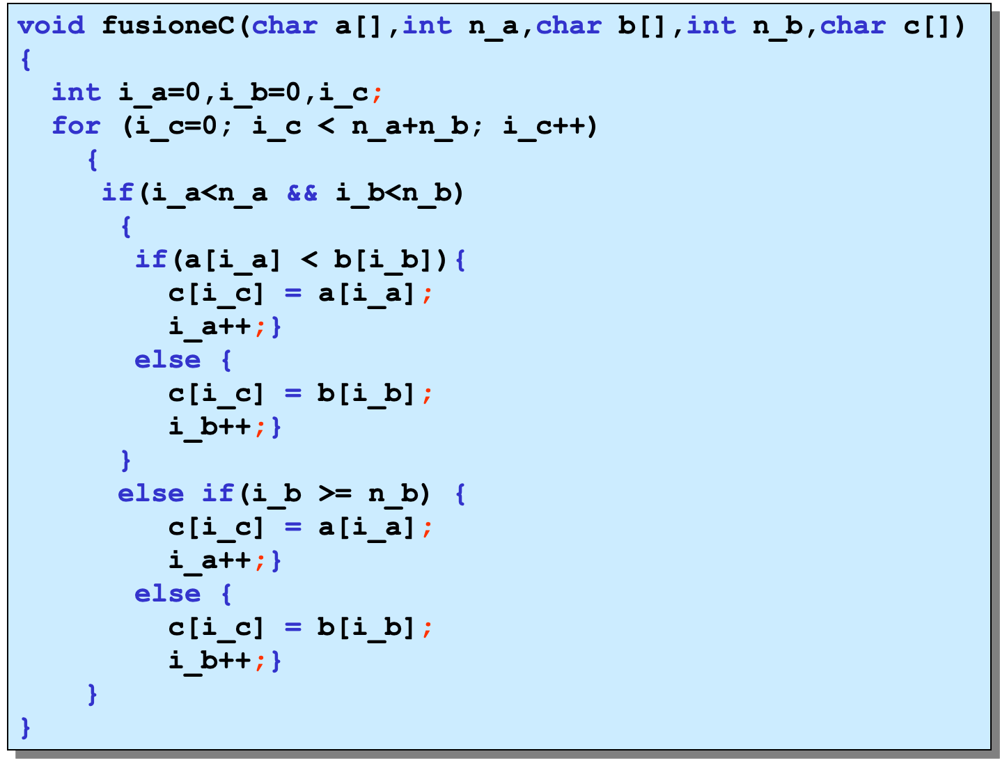 void fusioneC(char a[],int n_a,char b[],int n_b,char c[])
{
int i_a=0,i_b=0,i_c;
for (i_c=0; i_c < n_a+n_b; i_c++)
{
if(i_a<n_a && i_b<n_b)
{
if(a[i_a] < b[i_b]){
c[i_c] = a[i_a];
i_a++;}
else {
c[i_c] = b[i_b];
i_b++;}
}
else if(i_b >= n_b) {
c[i_c] = a[i_a];
i_a++;}
else {
c[i_c] = b[i_b];
i_b++;}
}
}